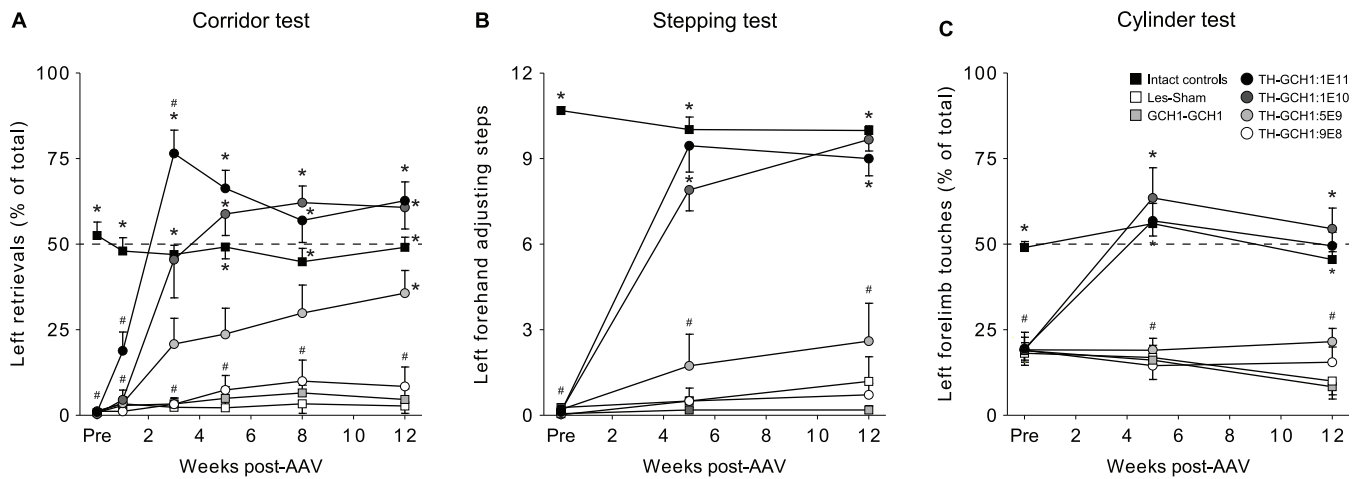 A
Corridor test
Left retrievals (% of total)
100
75
50
25
0
#
*
*
*
*
*
*
*
*
*
*
*
*
*
*
#
#
#
#
#
#
#
Pre 2 4 6 8 10 12
Weeks post-AAV
B
Stepping test
Left forehand adjusting steps
12
9
6
3
0
*
*
*
*
*
#
#
#
Pre 2 4 6 8 10 12
Weeks post-AAV
C
Cylinder test
Left forelimb touches (% of total)
100
75
50
25
0
Intact controls
Les-Sham
GCH1-GCH1
TH-GCH1:1E11
TH-GCH1:1E10
TH-GCH1:5E9
TH-GCH1:9E8
*
*
*
*
*
#
#
#
Pre 2 4 6 8 10 12
Weeks post-AAV